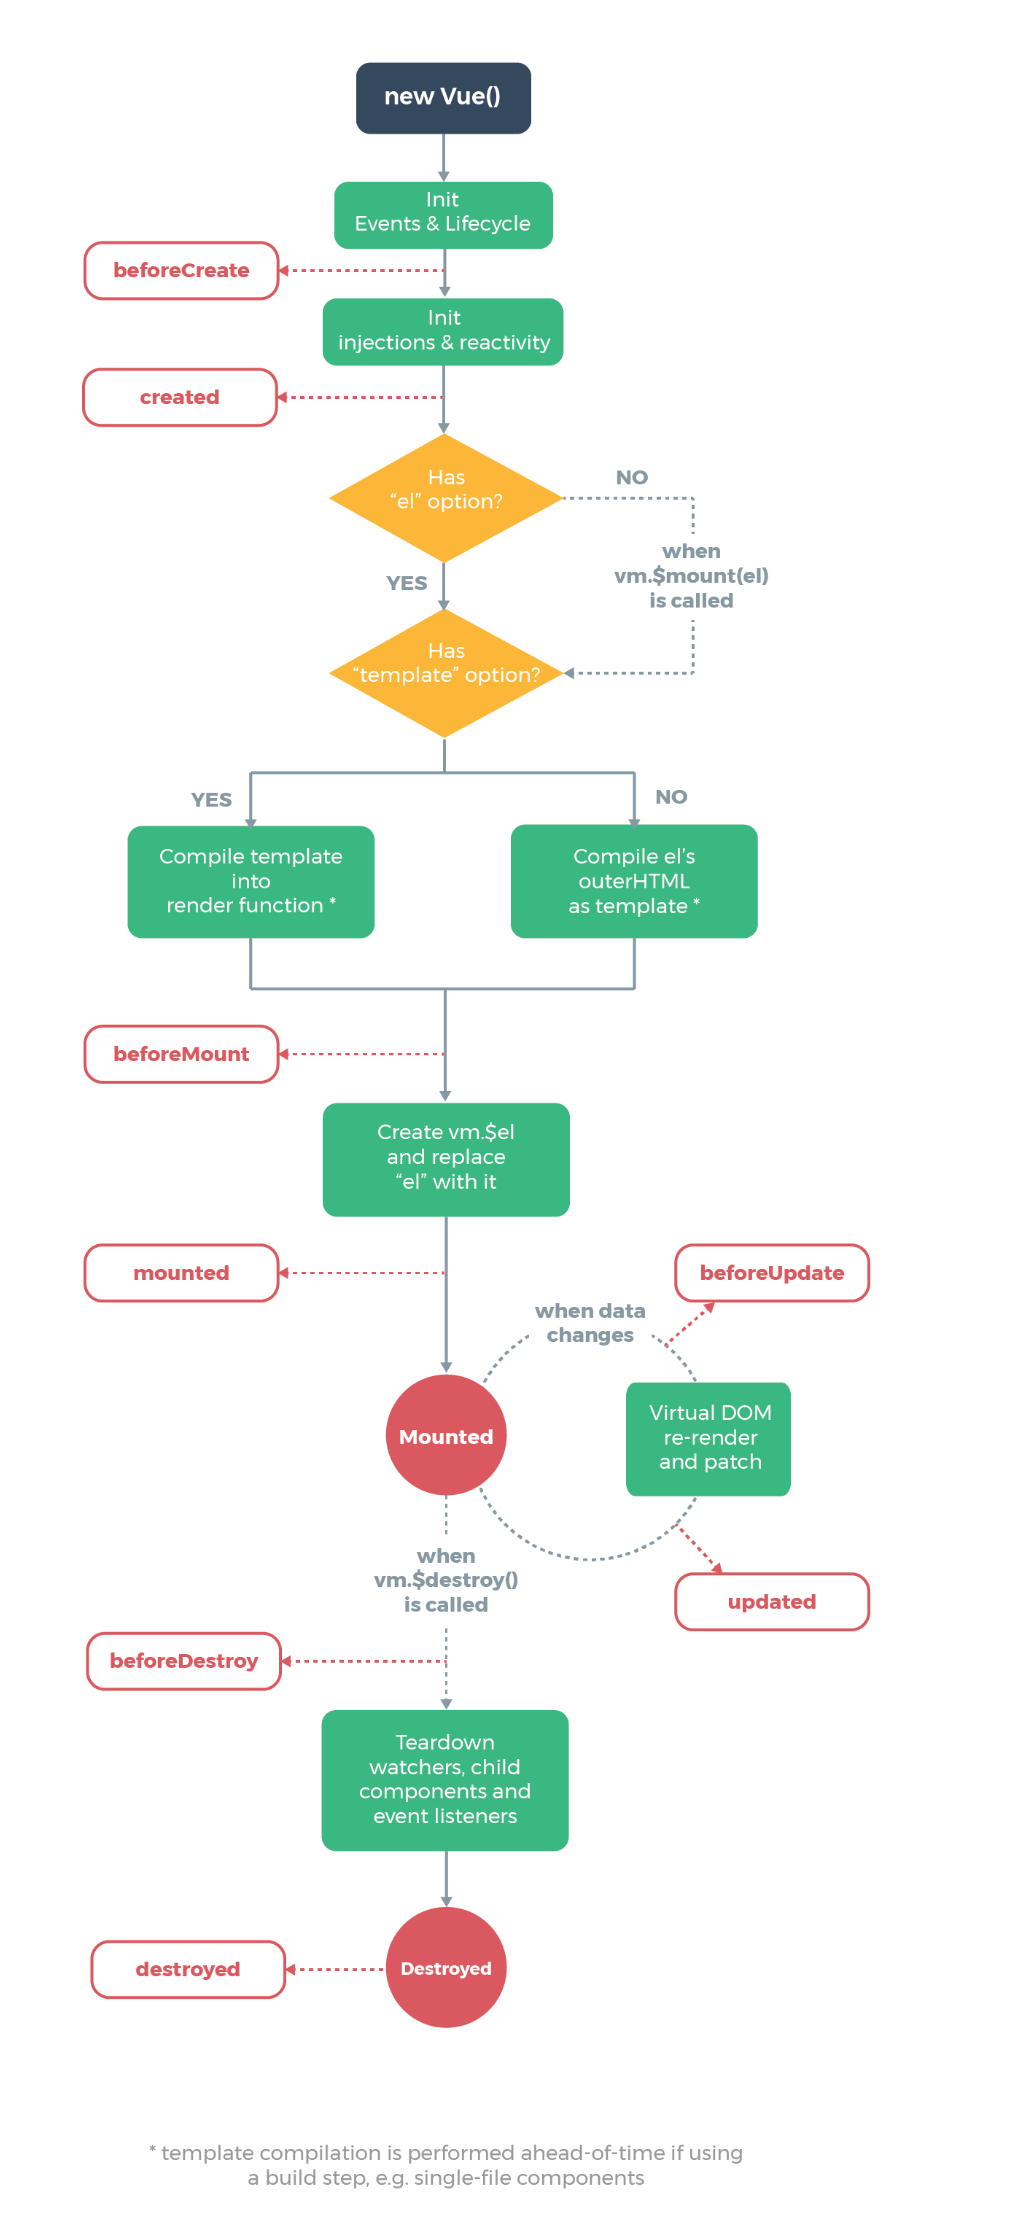 new Vue()
Init
Events & Lifecycle
beforeCreate
Init
injections & reactivity
created
Has
“el” option?
NO
when
vm.$mount(el)
is called
YES
Has
“template” option?
YES
NO
Compile template
into
render function *
Compile el’s
outerHTML
as template *
beforeMount
Create vm.$el
and replace
“el” with it
mounted
beforeUpdate
when data
changes
Mounted
Virtual DOM
re-render
and patch
when
vm.$destroy()
is called
updated
beforeDestroy
Teardown
watchers, child
components and
event listeners
destroyed
Destroyed
* template compilation is performed ahead-of-time if using
a build step, e.g. single-file components